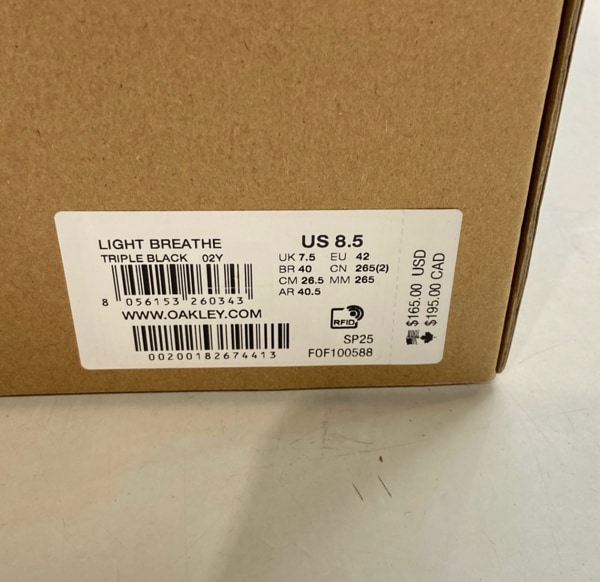 LIGHT BREATHE
TRIPLE BLACK 02Y
8 056153 260343
WWW.OAKLEY.COM
00200182674413
US 8.5
UK 7.5 EU 42
BR 40 CN 265(2)
CM 26.5 MM 265
AR 40.5
RFID
SP25
FOF100588
$165.00 USD
$195.00 CAD